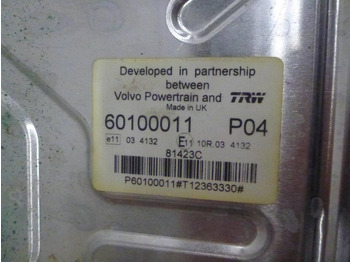 Developed in partnership
between
Volvo Powertrain and TRW
Made in UK
60100011 P04
e11 03 4132 E11 10R.03 4132
81423C
P60100011#T12363330#